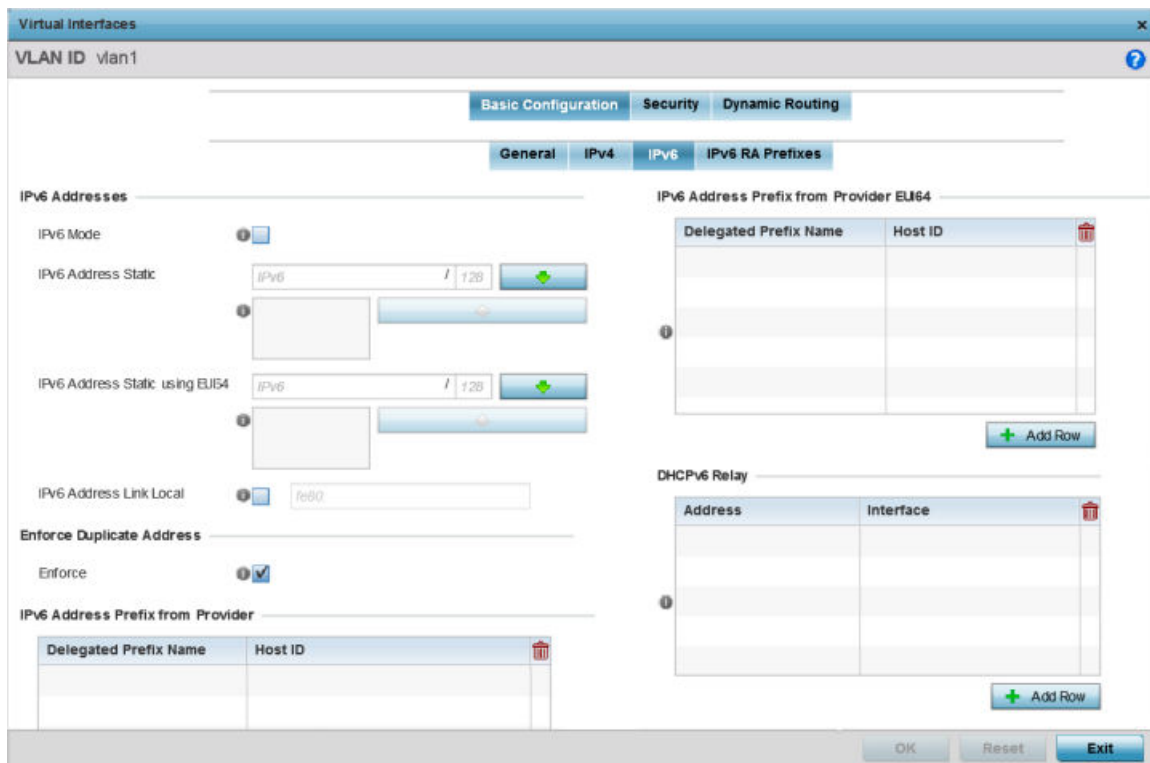 Virtual Interfaces
×
VLAN ID vlan1
?
Basic Configuration Security Dynamic Routing
General IPv4 IPv6 IPv6 RA Prefixes
IPv6 Addresses
IPv6 Mode
IPv6 Address Static
IPv6 / 128
IPv6 Address Static using EUI64
IPv6 / 128
IPv6 Address Link Local
fe80:
Enforce Duplicate Address
Enforce
IPv6 Address Prefix from Provider
Delegated Prefix Name Host ID
IPv6 Address Prefix from Provider EUI64
Delegated Prefix Name Host ID
Add Row
DHCPv6 Relay
Address Interface
Add Row
OK Reset Exit